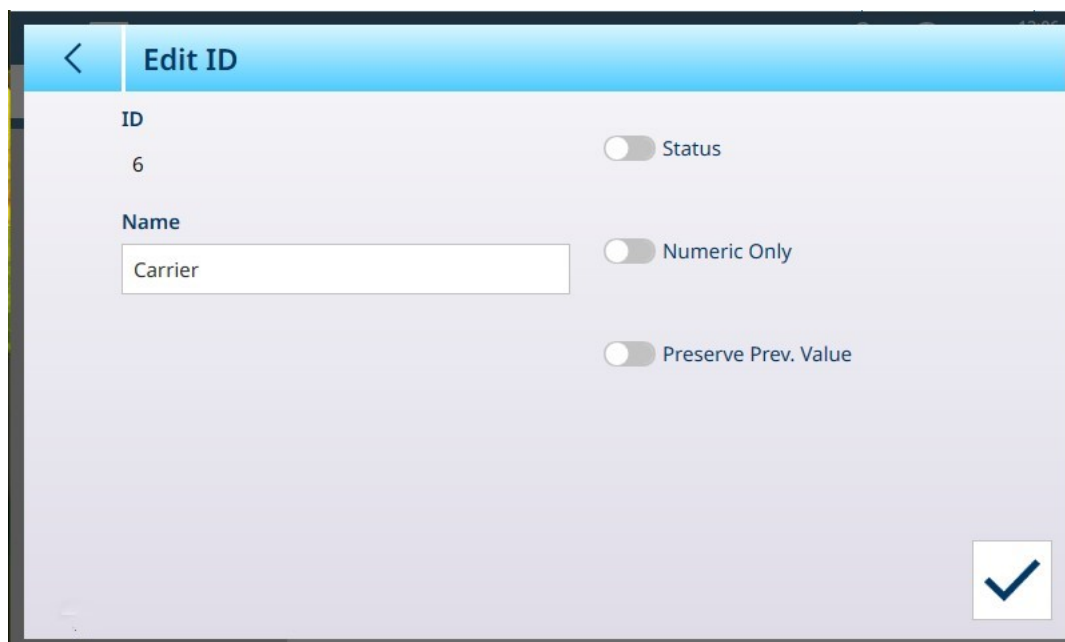 Edit ID
ID
6
Status
Name
Carrier
Numeric Only
Preserve Prev. Value